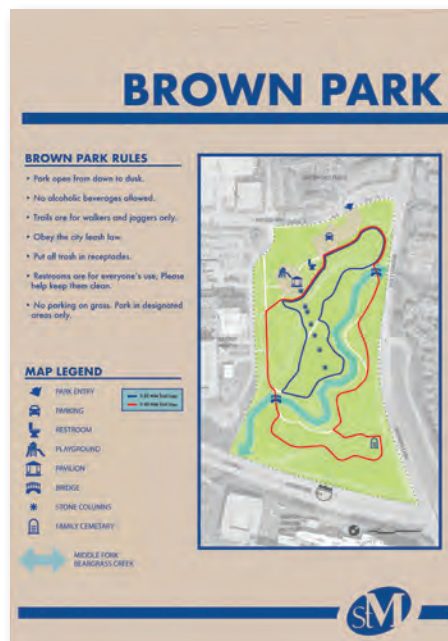 BROWN PARK
BROWN PARK RULES
• Park open from dawn to dusk.
• No alcoholic beverages allowed.
• Trails are for walkers and joggers only.
• Obey the city leash law.
• Put all trash in receptacles.
• Restrooms are for everyone's use; Please
help keep them clean.
• No parking on grass. Park in designated
areas only.
MAP LEGEND
PARK ENTRY
PARKING
RESTROOM
PLAYGROUND
PAVILION
BRIDGE
STONE COLUMNS
FAMILY CEMETARY
MIDDLE FORK
BEARGRASS CREEK
StM